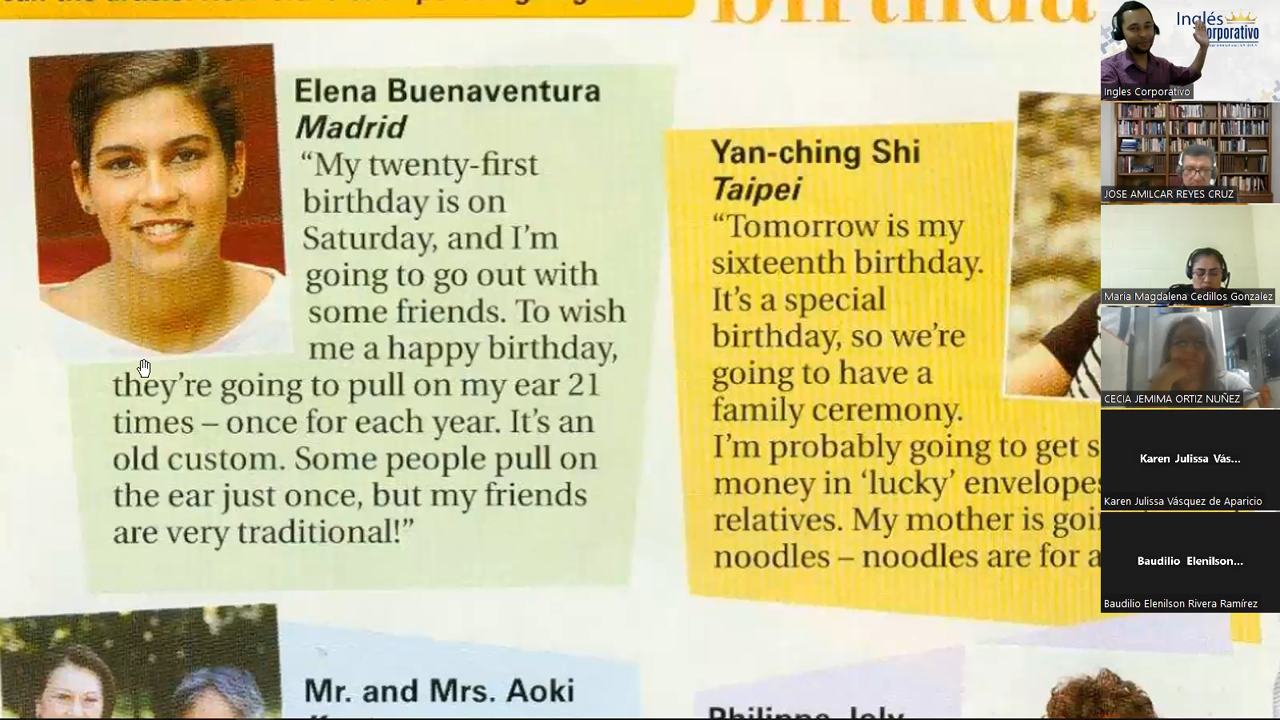 birthda
Elena Buenaventura
Madrid
“My twenty-first
birthday is on
Saturday, and I’m
going to go out with
some friends. To wish
me a happy birthday,
they’re going to pull on my ear 21
times – once for each year. It’s an
old custom. Some people pull on
the ear just once, but my friends
are very traditional!”
Yan-ching Shi
Taipei
“Tomorrow is my
sixteenth birthday.
It’s a special
birthday, so we’re
going to have a
family ceremony.
I’m probably going to get s
money in ‘lucky’ envelopes
relatives. My mother is goi
noodles – noodles are for a
Mr. and Mrs. Aoki
Philippe Joly
Inglés
Corporativo
Ingles Corporativo
JOSE AMILCAR REYES CRUZ
Maria Magdalena Cedillos Gonzalez
CECIA JEMIMA ORTIZ NUÑEZ
Karen Julissa Vás...
Karen Julissa Vásquez de Aparicio
Baudilio Elenilson...
Baudilio Elenilson Rivera Ramírez